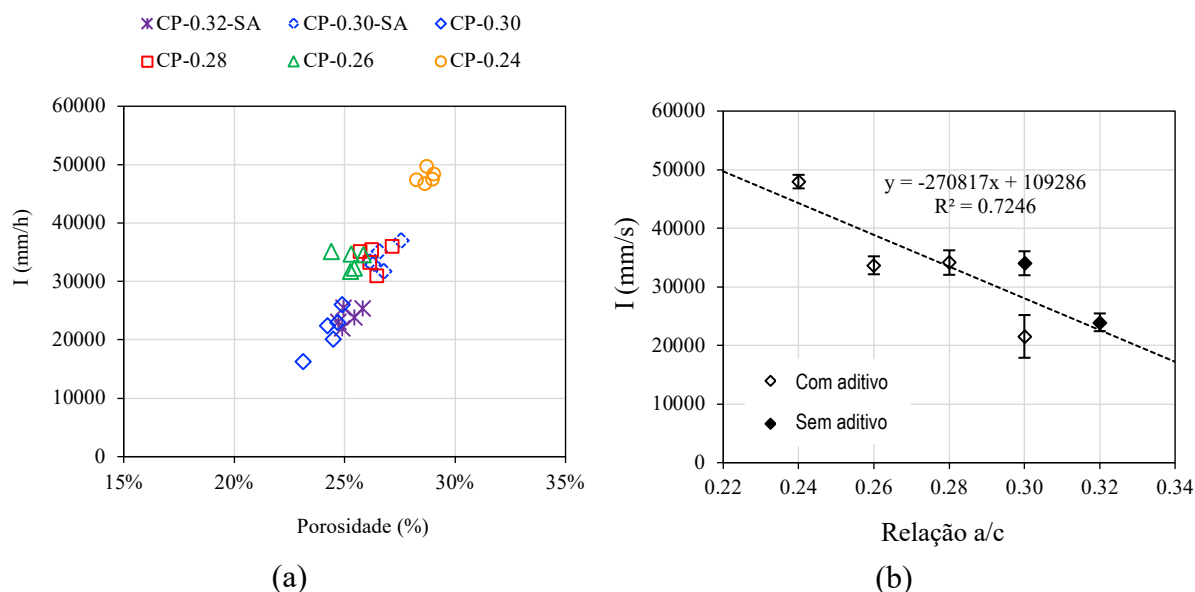 CP-0.32-SA CP-0.30-SA CP-0.30
CP-0.28 CP-0.26 CP-0.24
I (mm/h)
60000
50000
40000
30000
20000
10000
0
15% 20% 25% 30% 35%
Porosidade (%)
(a)
I (mm/s)
60000
50000
40000
30000
20000
10000
0
y = -270817x + 109286
R² = 0.7246
Com aditivo
Sem aditivo
0.22 0.24 0.26 0.28 0.30 0.32 0.34
Relação a/c
(b)